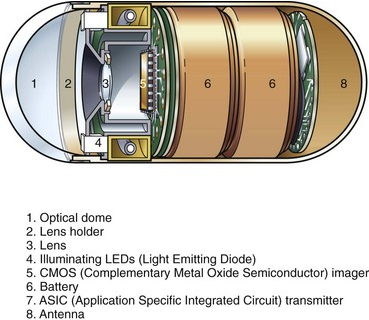 1 2 3 5 6 6 8
4
1. Optical dome
2. Lens holder
3. Lens
4. Illuminating LEDs (Light Emitting Diode)
5. CMOS (Complementary Metal Oxide Semiconductor) imager
6. Battery
7. ASIC (Application Specific Integrated Circuit) transmitter
8. Antenna